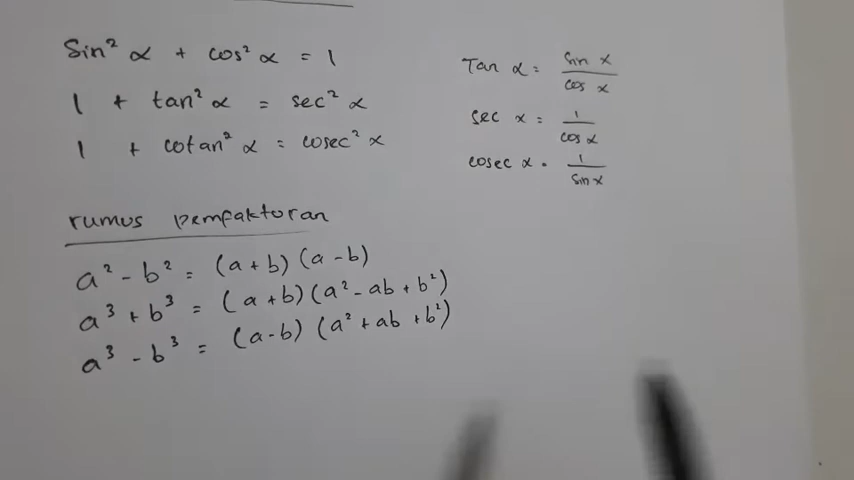 Sin² α + cos² α = 1
1 + tan² α = sec² α
1 + cotan² α = cosec² α
Tan α = sin α / cos α
sec α = 1 / cos α
cosec α = 1 / sin α
rumus pemfaktoran
a² - b² = (a + b) (a - b)
a³ + b³ = (a + b) (a² - ab + b²)
a³ - b³ = (a - b) (a² + ab + b²)